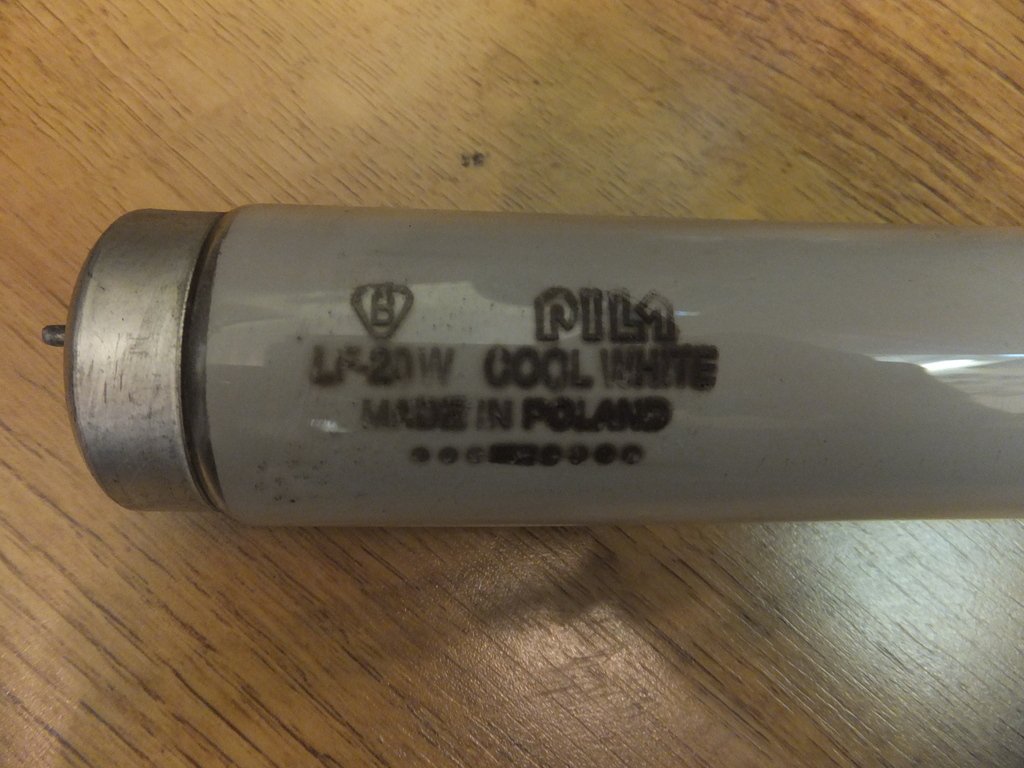 B PILA
LF-20W COOL WHITE
MADE IN POLAND